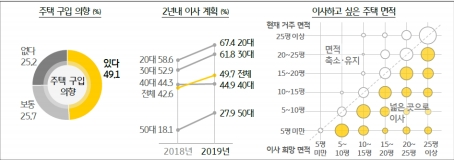 주택 구입 의향 (%)
없다
25.2
있다
49.1
주택 구입
의향
보통
25.7
2년내 이사 계획 (%)
67.4 20대
61.8 30대
20대 58.6
30대 52.9
40대 44.3
전체 42.6
49.7 전체
44.9 40대
27.9 50대
50대 18.1
2018년
2019년
이사하고 싶은 주택 면적
현재 거주 면적
25평이상
20~25평
15~20평
10~15평
5~10평
5평미만
면적
축소·유지
넓은 곳으로
이사
이사 희망 면적
5평 미만
5~ 10평
10~ 15평
15~ 20평
20~ 25평
25평 이상